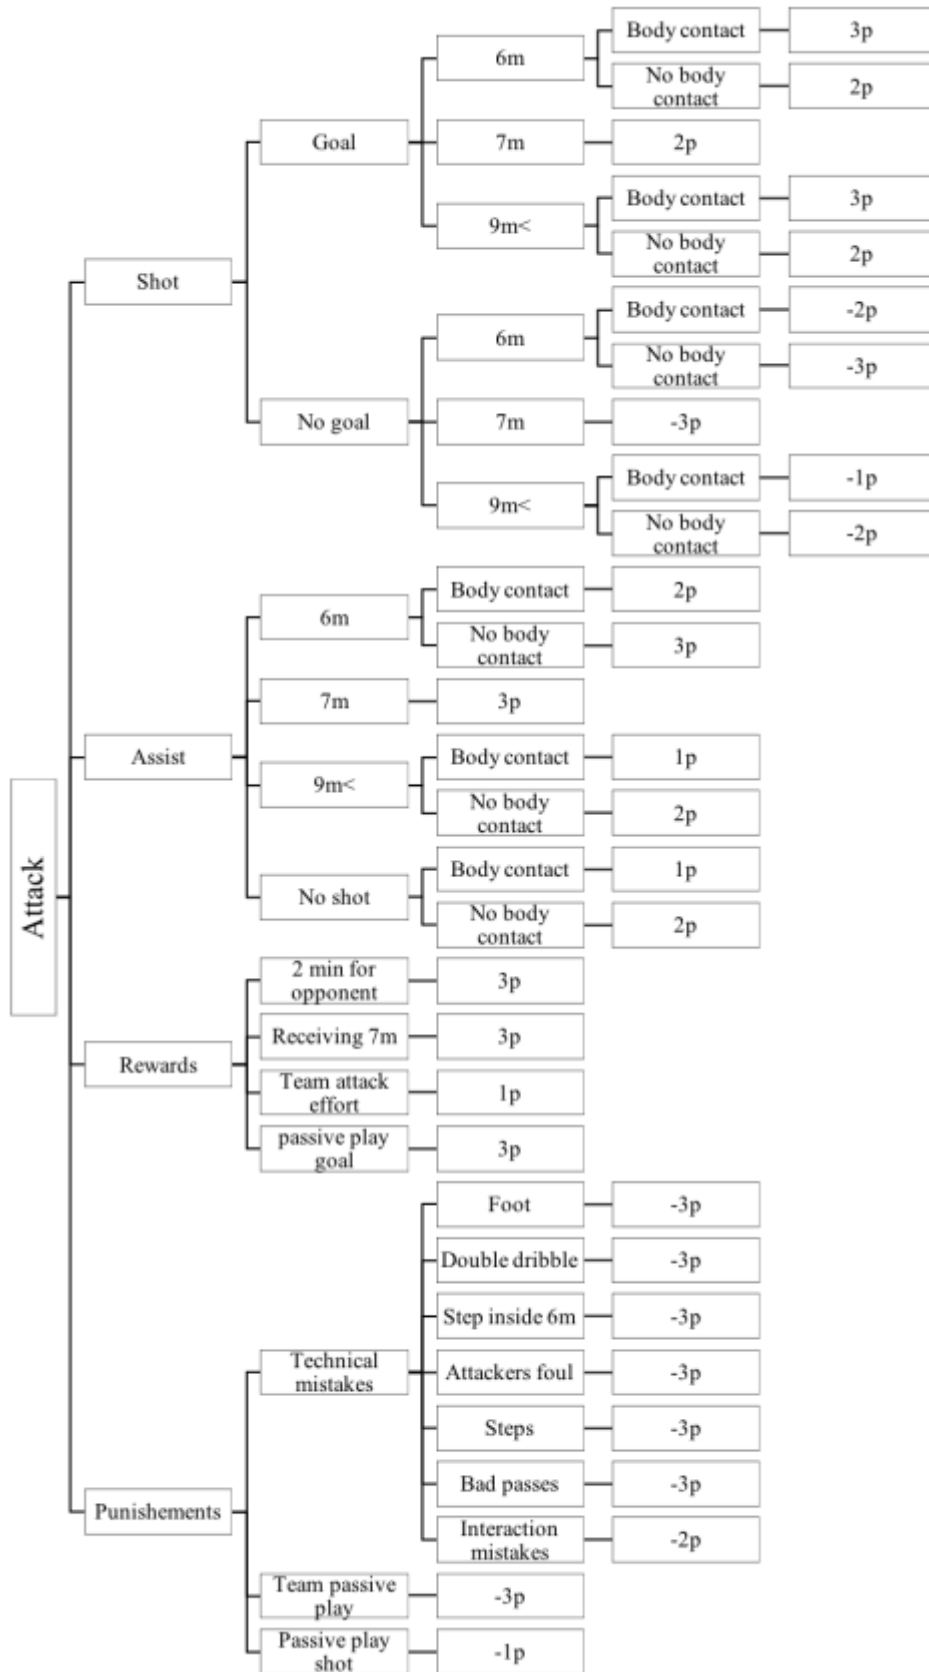 Body contact
3p
6m
No body
contact
2p
Goal
7m
2p
Body contact
3p
9m<
No body
contact
2p
Shot
Body contact
-2p
6m
No body
contact
-3p
No goal
7m
-3p
Body contact
-1p
9m<
No body
contact
-2p
Body contact
2p
6m
No body
contact
3p
7m
3p
Assist
Body contact
1p
9m<
No body
contact
2p
Attack
Body contact
1p
No shot
No body
contact
2p
2 min for
opponent
3p
Receiving 7m
3p
Rewards
Team attack
effort
1p
passive play
goal
3p
Foot
-3p
Double dribble
-3p
Step inside 6m
-3p
Technical
mistakes
Attackers foul
-3p
Steps
-3p
Bad passes
-3p
Punishements
Interaction
mistakes
-2p
Team passive
play
-3p
Passive play
shot
-1p